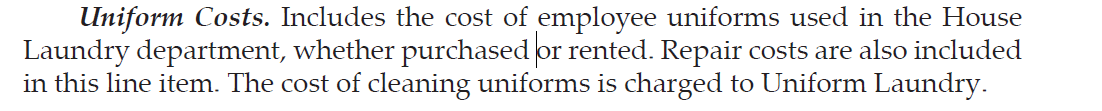 Uniform Costs. Includes the cost of employee uniforms used in the House
Laundry department, whether purchased or rented. Repair costs are also included
in this line item. The cost of cleaning uniforms is charged to Uniform Laundry.